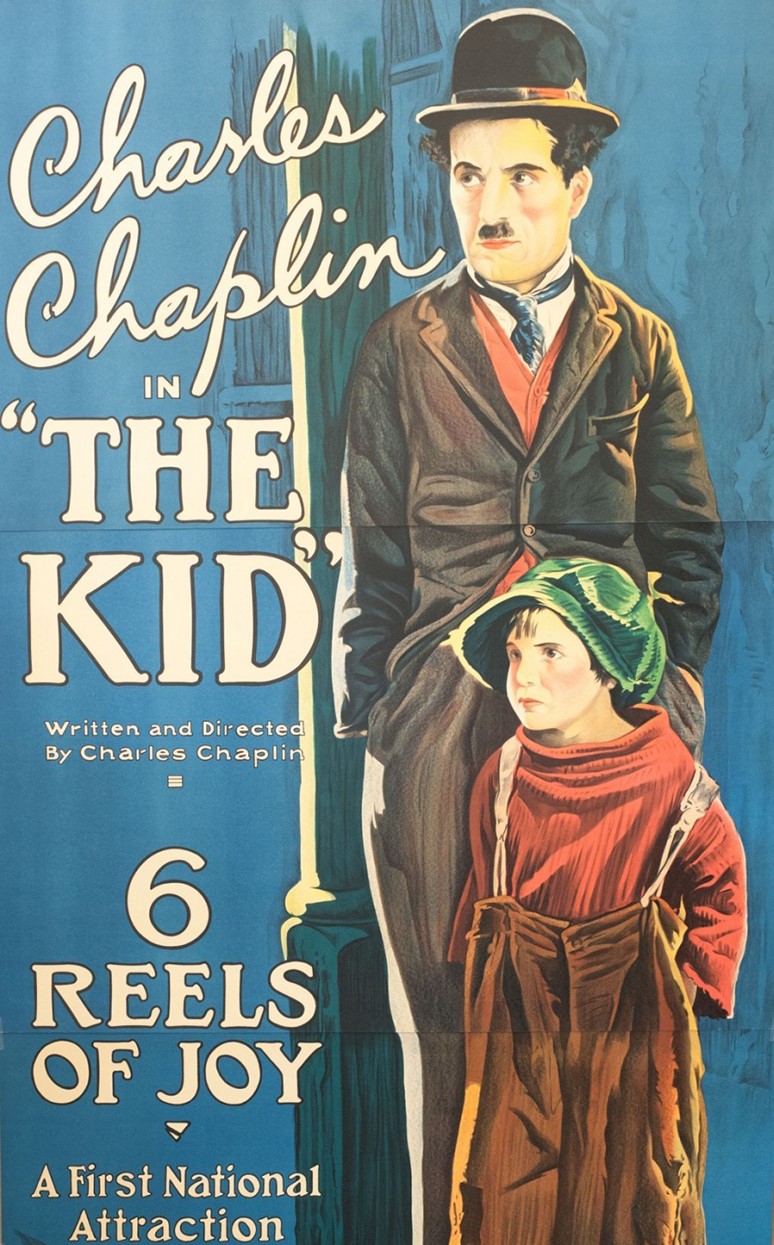 Charles
Chaplin
IN
"THE
KID"
Written and Directed
By Charles Chaplin
6
REELS
OF JOY
A First National
Attraction